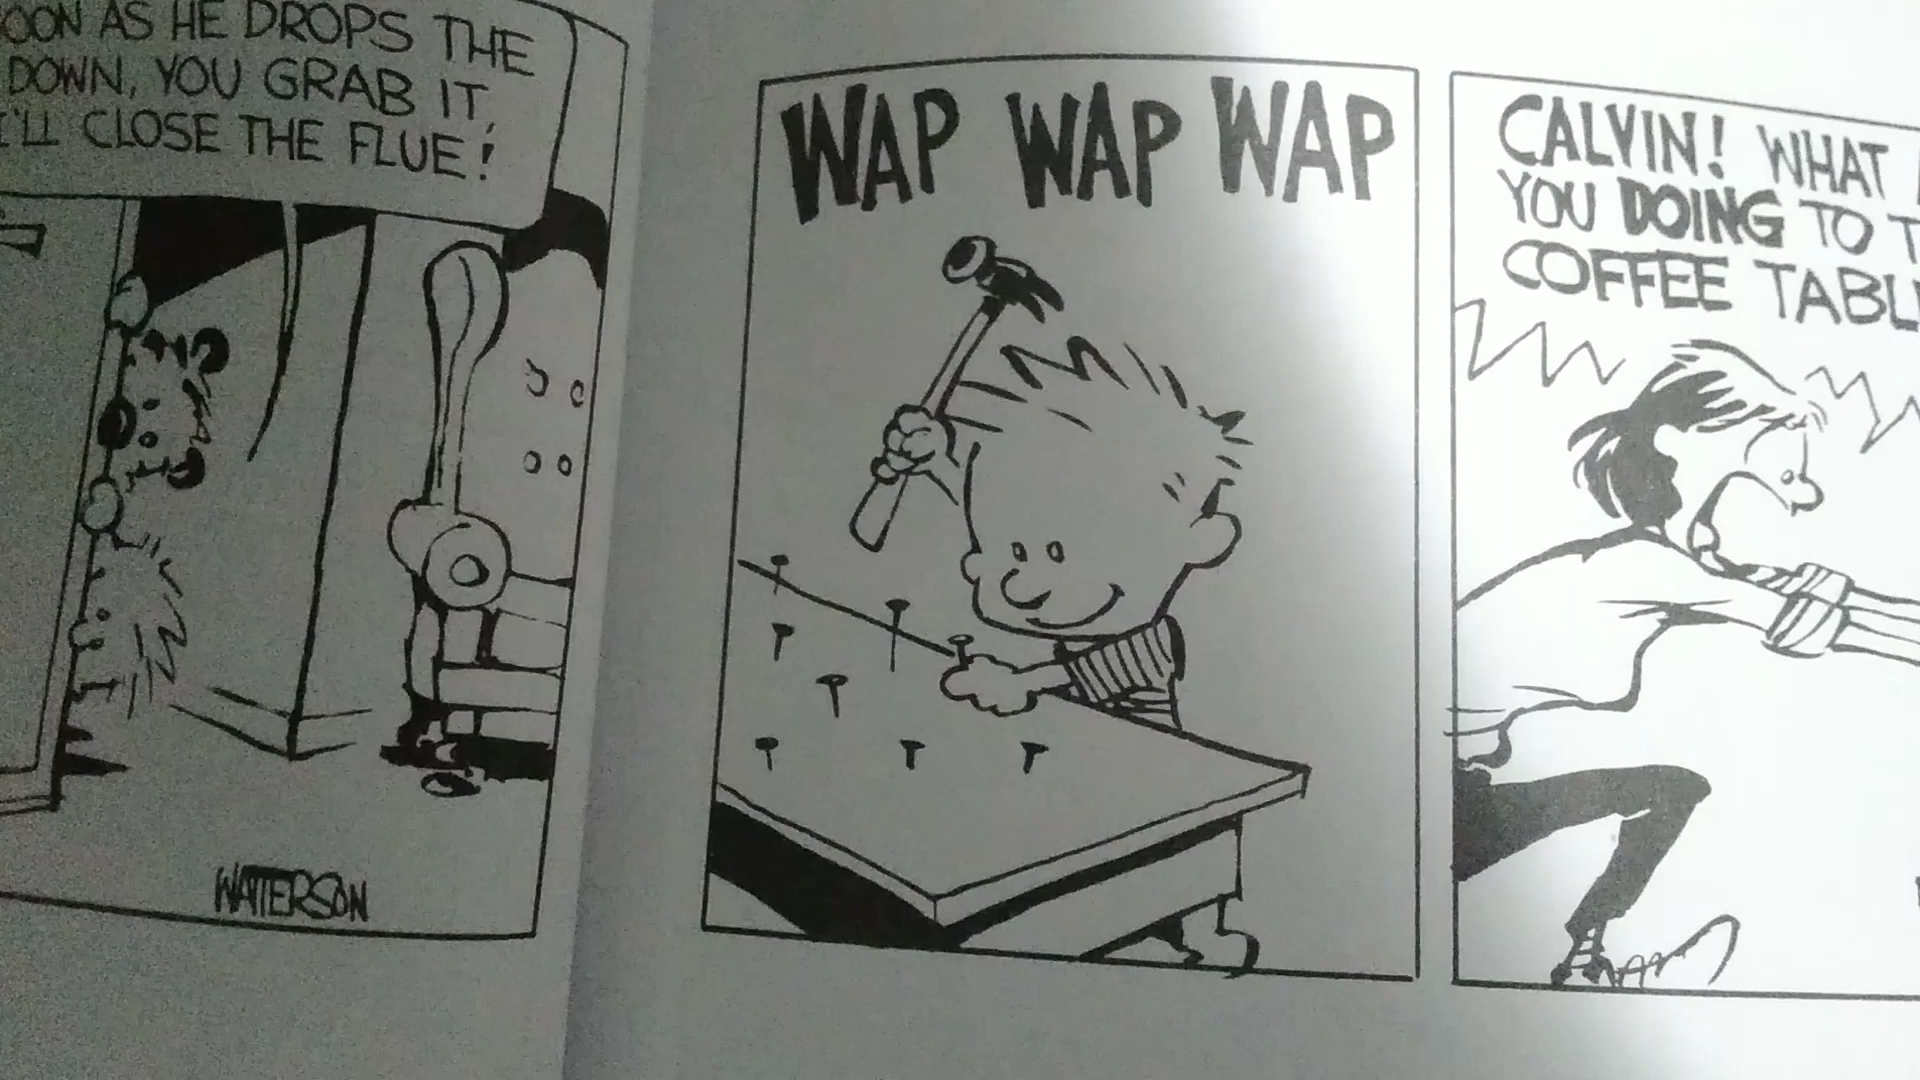 OON AS HE DROPS THE
DOWN, YOU GRAB IT,
I'LL CLOSE THE FLUE!
WATTERSON
WAP WAP WAP
CALVIN! WHAT
YOU DOING TO T
COFFEE TABL